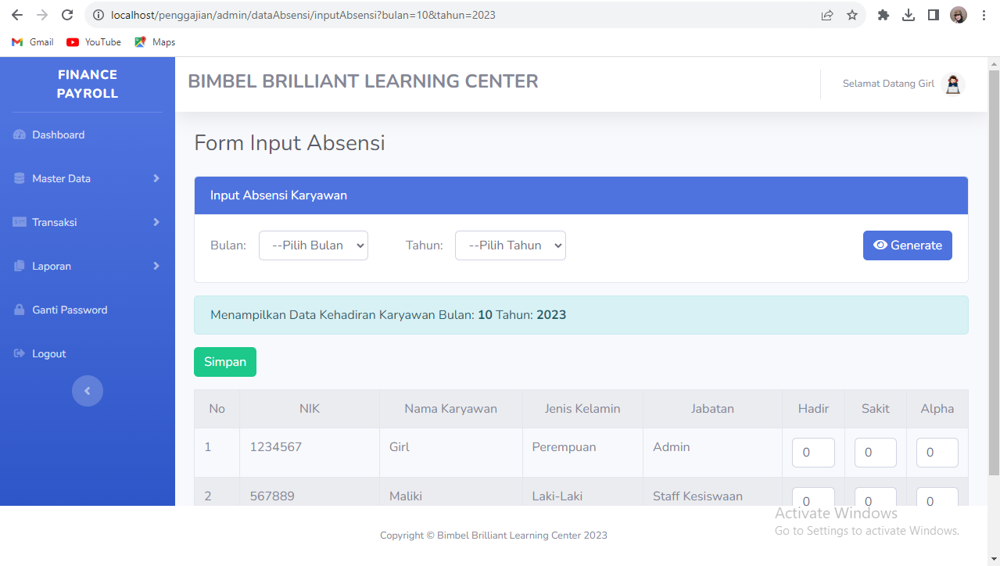 localhost/penggajian/admin/dataAbsensi/inputAbsensi?bulan=10&tahun=2023
Gmail YouTube Maps
FINANCE
PAYROLL
BIMBEL BRILLIANT LEARNING CENTER
Selamat Datang Girl
Dashboard
Master Data
Transaksi
Laporan
Ganti Password
Logout
Form Input Absensi
Input Absensi Karyawan
Bulan: --Pilih Bulan Tahun: --Pilih Tahun Generate
Menampilkan Data Kehadiran Karyawan Bulan: 10 Tahun: 2023
Simpan
No NIK Nama Karyawan Jenis Kelamin Jabatan Hadir Sakit Alpha
1 1234567 Girl Perempuan Admin 0 0 0
2 567889 Maliki Laki-Laki Staff Kesiswaan 0 0 0
Activate Windows
Go to Settings to activate Windows.
Copyright © Bimbel Brilliant Learning Center 2023